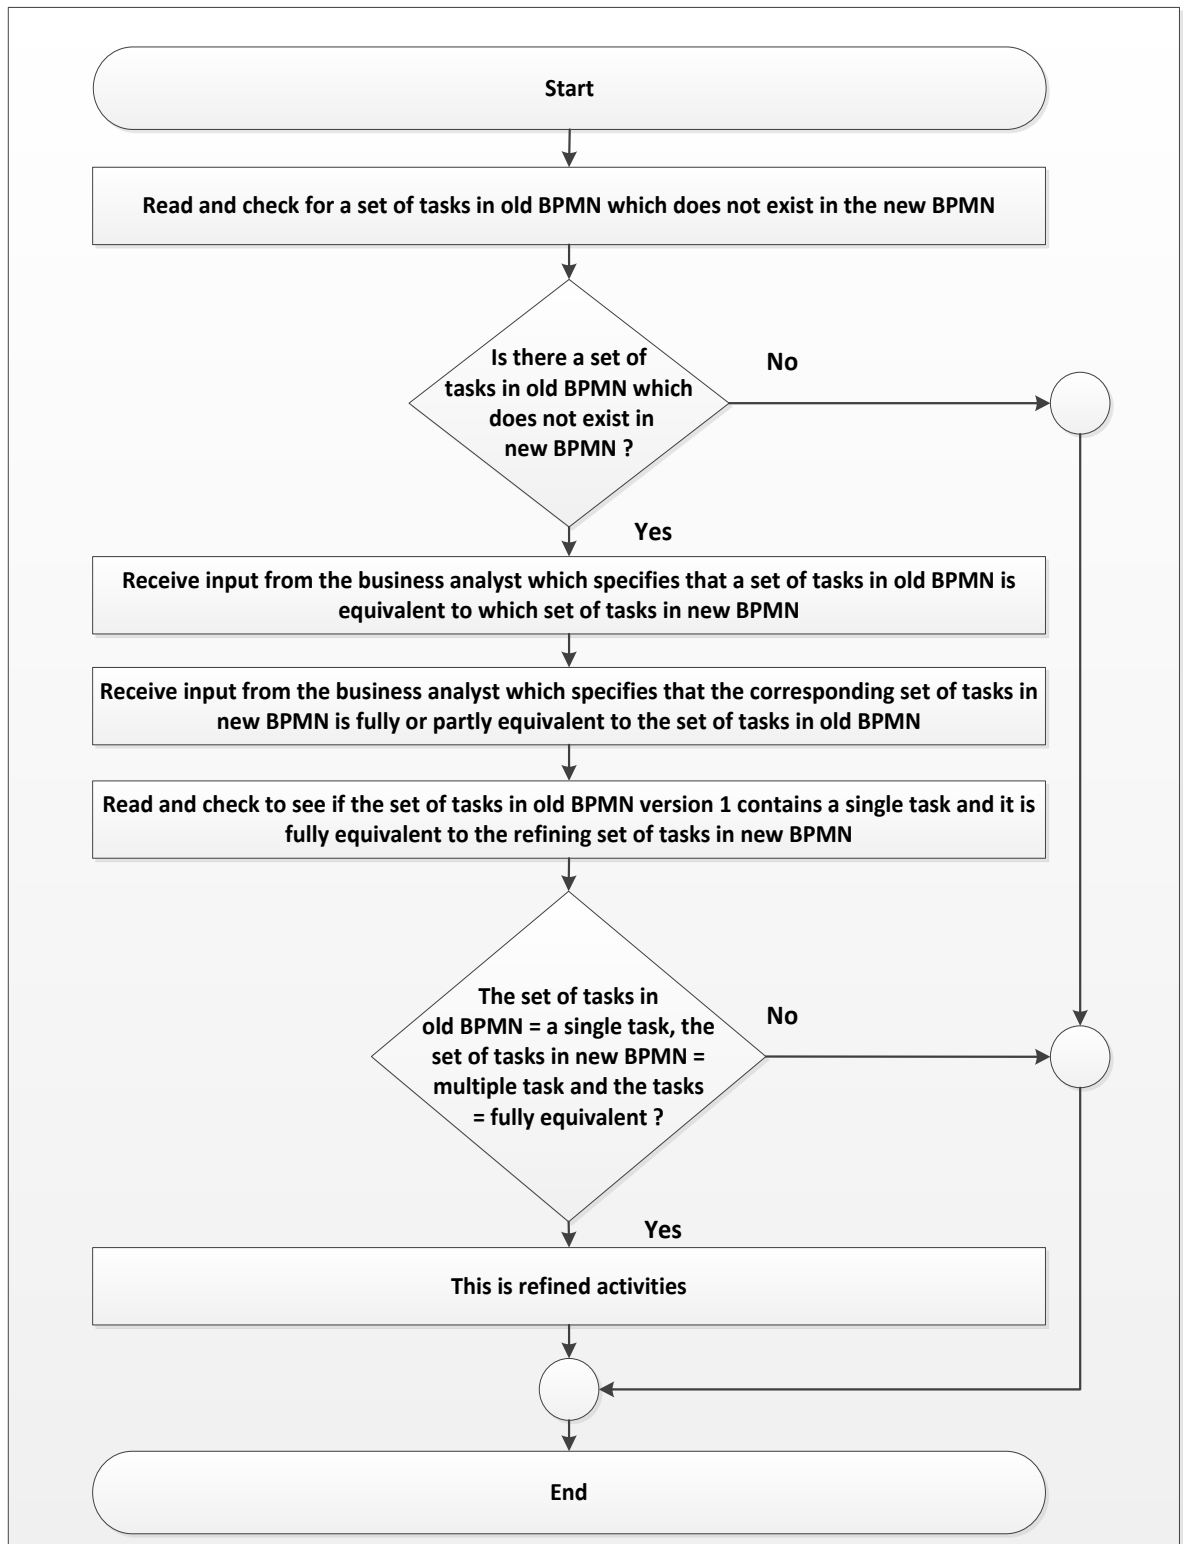 Start
Read and check for a set of tasks in old BPMN which does not exist in the new BPMN
Is there a set of
tasks in old BPMN which
does not exist in
new BPMN ?
No
Yes
Receive input from the business analyst which specifies that a set of tasks in old BPMN is
equivalent to which set of tasks in new BPMN
Receive input from the business analyst which specifies that the corresponding set of tasks in
new BPMN is fully or partly equivalent to the set of tasks in old BPMN
Read and check to see if the set of tasks in old BPMN version 1 contains a single task and it is
fully equivalent to the refining set of tasks in new BPMN
The set of tasks in
old BPMN = a single task, the
set of tasks in new BPMN =
multiple task and the tasks
= fully equivalent ?
No
Yes
This is refined activities
End